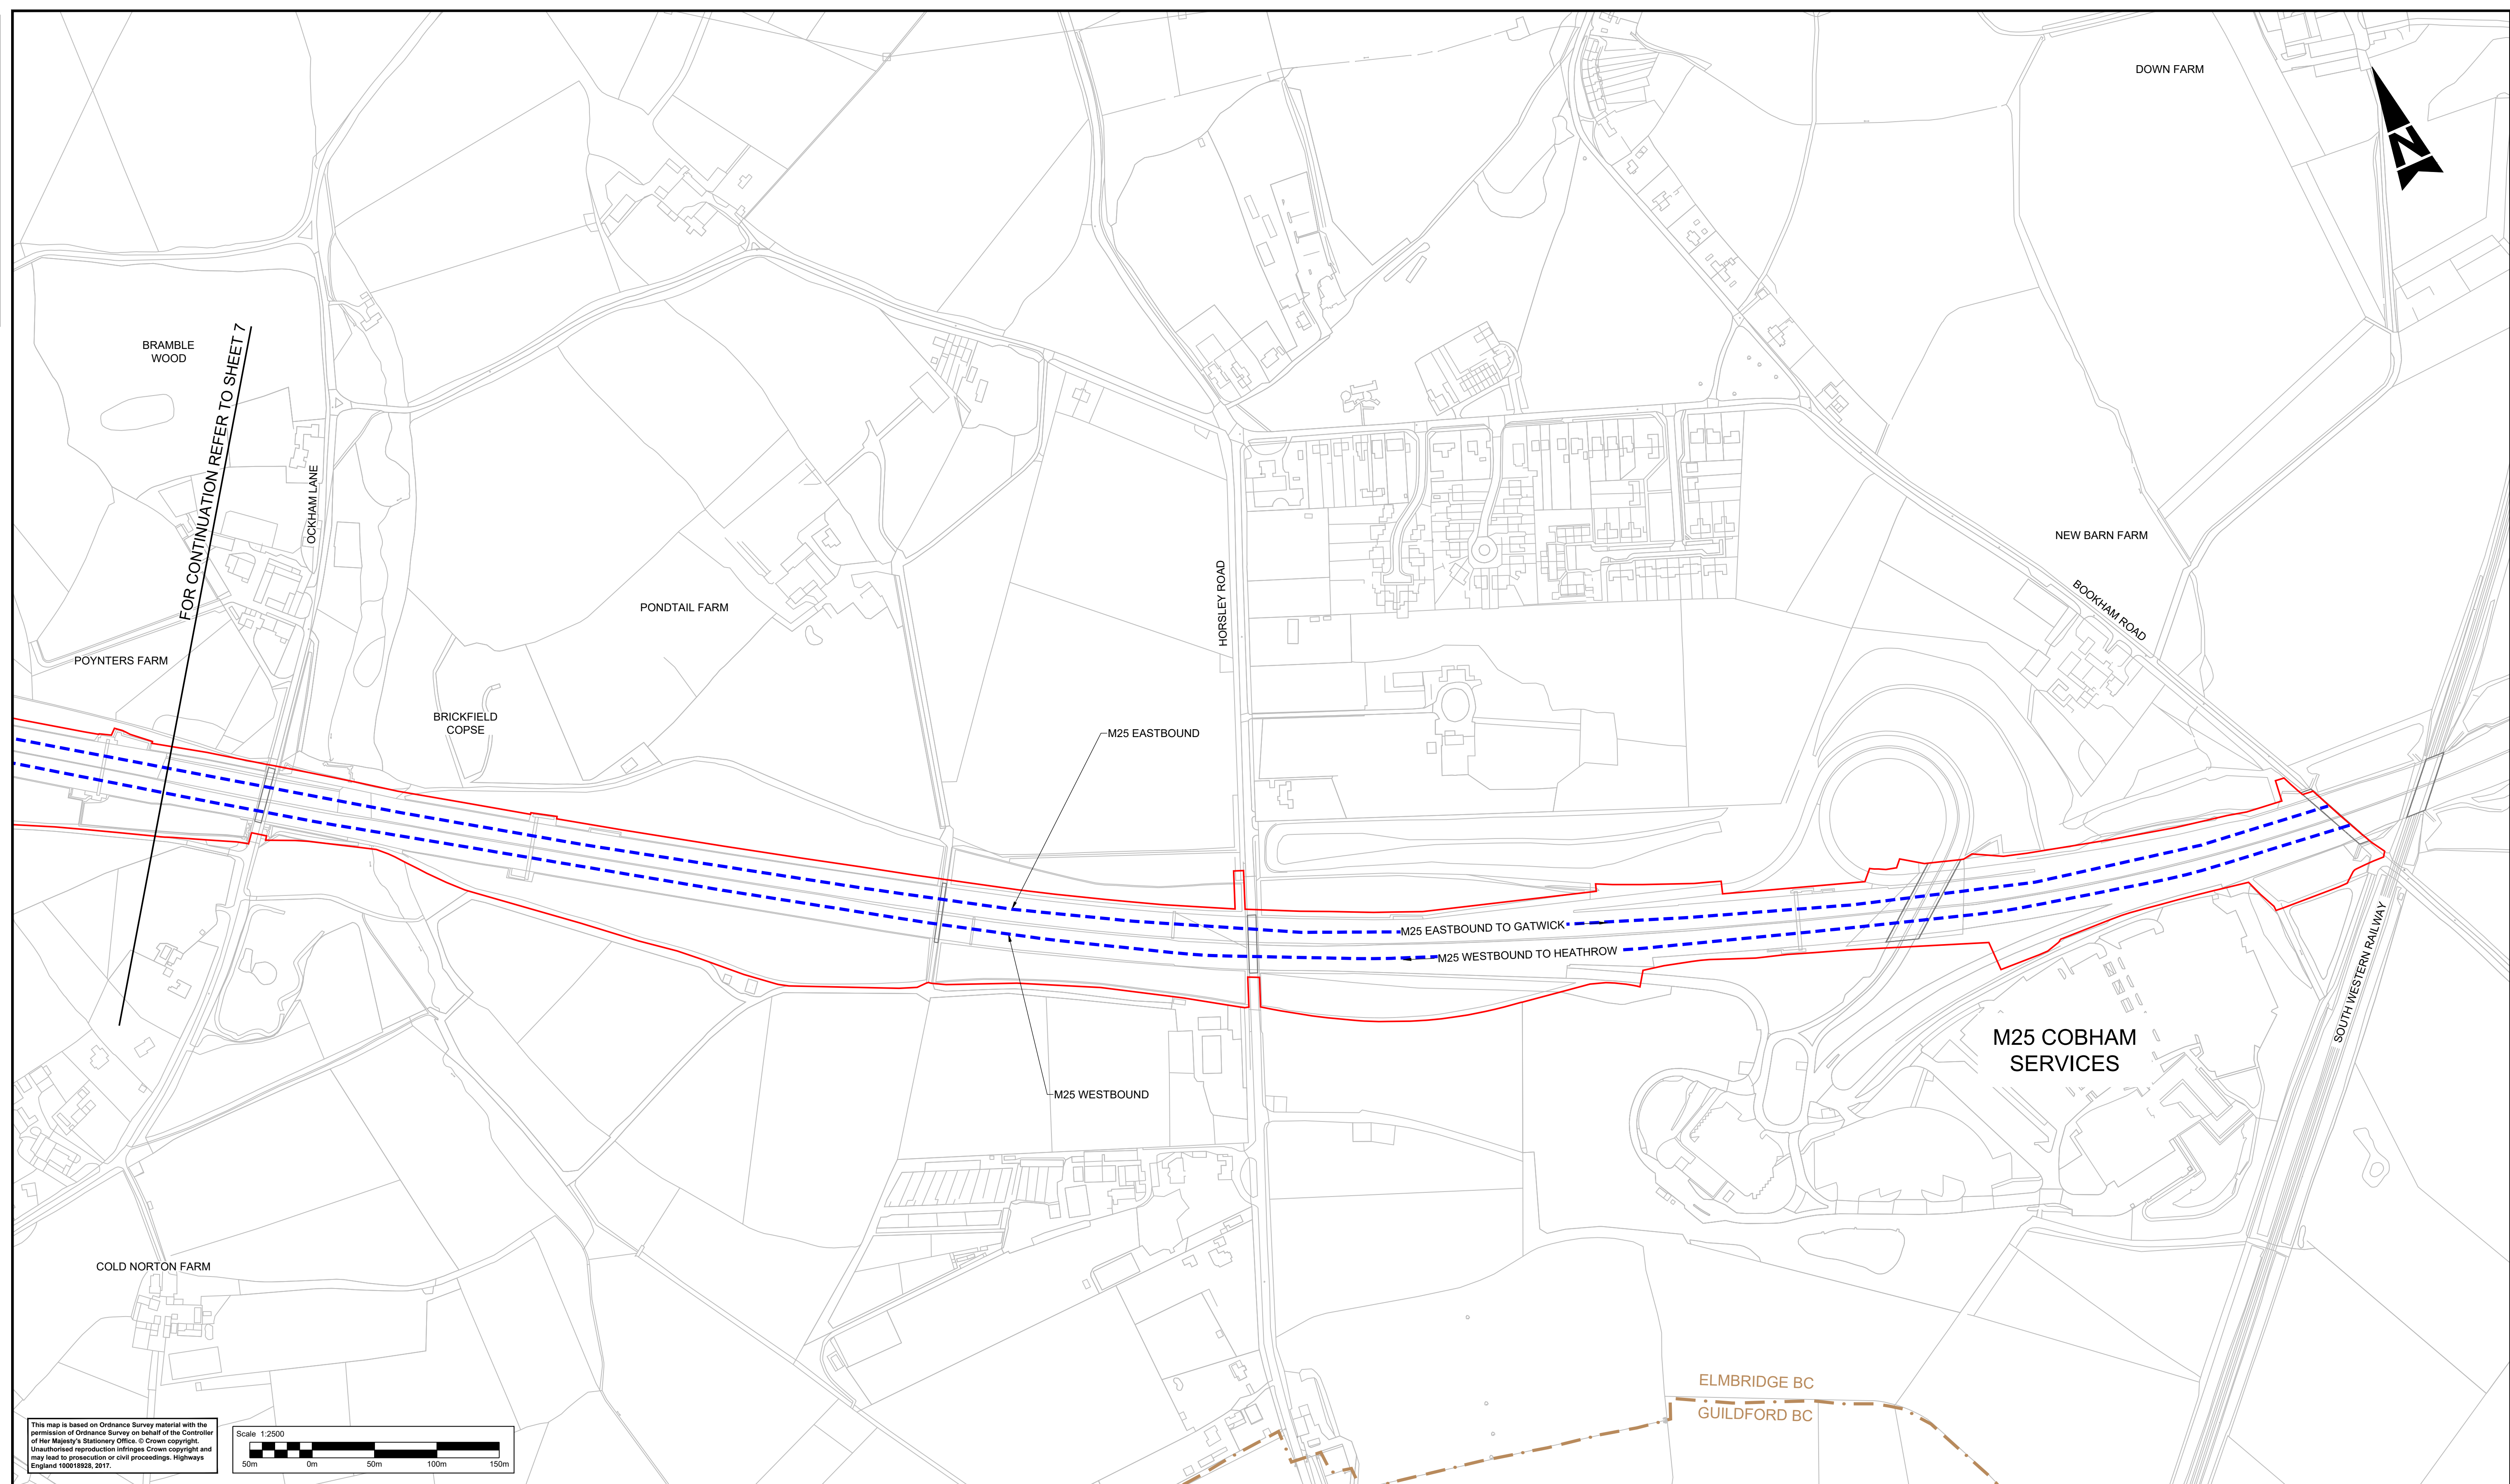 DOWN FARM
N
BRAMBLE
WOOD
FOR CONTINUATION REFER TO SHEET 7
OCKHAM LANE
HORSLEY ROAD
NEW BARN FARM
BOOKHAM ROAD
PONDTAIL FARM
POYNTERS FARM
BRICKFIELD
COPSE
M25 EASTBOUND
M25 EASTBOUND TO GATWICK
M25 WESTBOUND TO HEATHROW
SOUTH WESTERN RAILWAY
M25 COBHAM
SERVICES
M25 WESTBOUND
COLD NORTON FARM
ELMBRIDGE BC
GUILDFORD BC
This map is based on Ordnance Survey material with the
permission of Ordnance Survey on behalf of the Controller
of Her Majesty's Stationery Office. © Crown copyright.
Unauthorised reproduction infringes Crown copyright and
may lead to prosecution or civil proceedings. Highways
England 100018928, 2017.
Scale 1:2500
50m 0m 50m 100m 150m